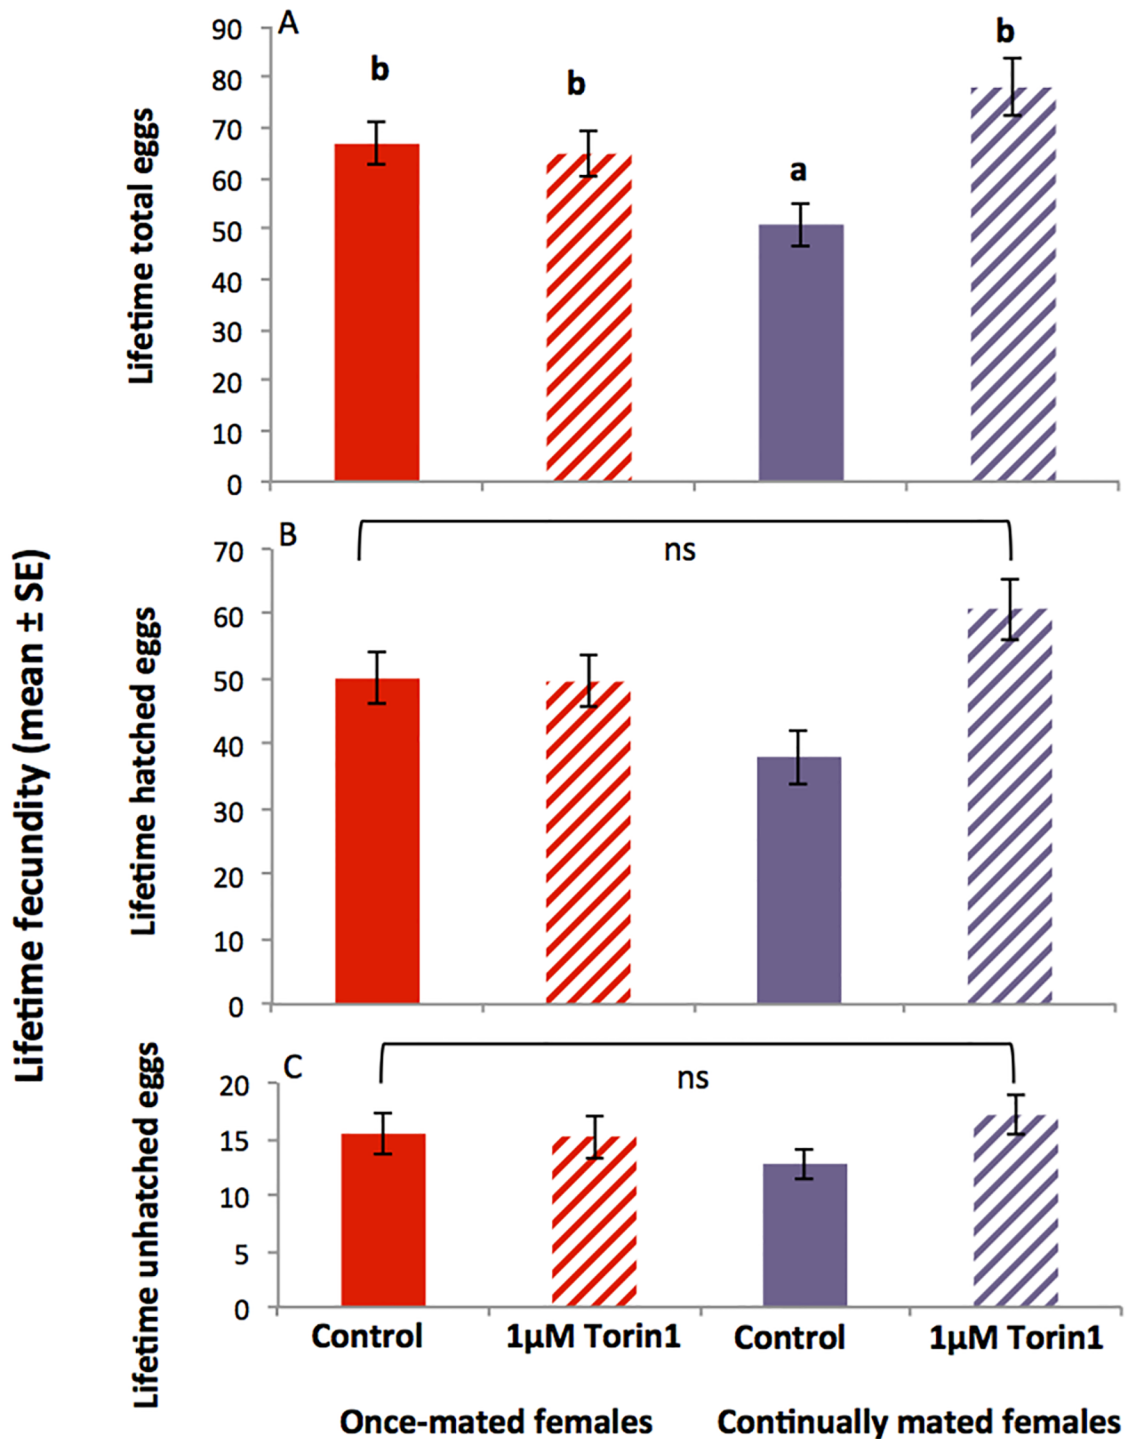 Lifetime fecundity (mean ± SE)
A
Lifetime total eggs
90
80
70
60
50
40
30
20
10
0
b
b
a
b
B
ns
Lifetime hatched eggs
70
60
50
40
30
20
10
0
C
ns
Lifetime unhatched eggs
20
15
10
5
0
Control 1μM Torin1 Control 1μM Torin1
Once-mated females Continually mated females